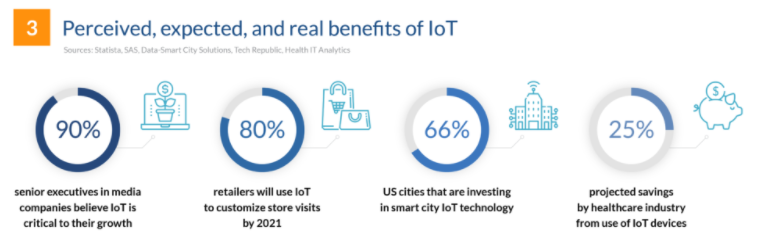 3
Perceived, expected, and real benefits of IoT
Sources: Statista, SAS, Data-Smart City Solutions, Tech Republic, Health IT Analytics
90%
senior executives in media
companies believe IoT is
critical to their growth
80%
retailers will use IoT
to customize store visits
by 2021
66%
US cities that are investing
in smart city IoT technology
25%
projected savings
by healthcare industry
from use of IoT devices